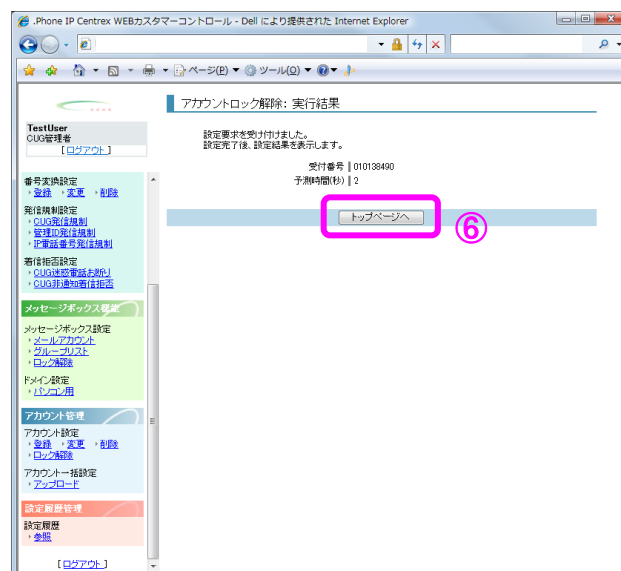 .Phone IP Centrex WEBカスタマーコントロール - Dell により提供された Internet Explorer
ページ(P) ツール(O)
アカウントロック解除: 実行結果
TestUser
CUG管理者
[ログアウト]
設定要求を受け付けました。
設定完了後、設定結果を表示します。
受付番号 010138490
予測時間(秒) 2
トップページへ
⑥
番号変換設定
登録 変更 削除
発信規制設定
CUG発信規制
管理ID発信規制
IP電話番号発信規制
着信拒否設定
CUG迷惑電話お断り
CUG非通知着信拒否
メッセージボックス機能
メッセージボックス設定
メールアカウント
グループリスト
ロック解除
ドメイン設定
パソコン用
アカウント管理
アカウント設定
登録 変更 削除
ロック解除
アカウント一括設定
アップロード
設定履歴管理
設定履歴
参照
[ログアウト]